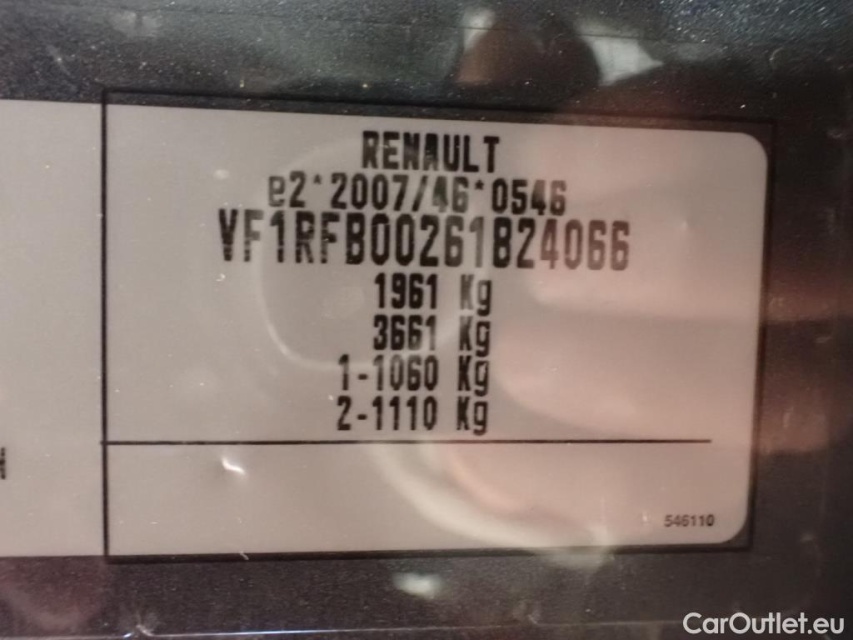 RENAULT
e2*2007/46*0546
VF1RFB00261824066
1961 Kg
3661 Kg
1-1060 Kg
2-1110 Kg
546110
CarOutlet.eu